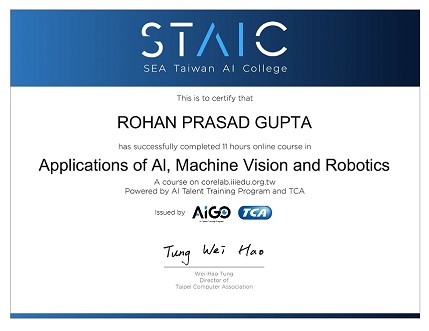 STAIC
SEA Taiwan AI College
This is to certify that
ROHAN PRASAD GUPTA
has successfully completed 11 hours online course in
Applications of AI, Machine Vision and Robotics
A course on corelab.iiiedu.org.tw
Powered by AI Talent Training Program and TCA
Issued by AIGO TCA
Tung Wei Hao
Wei-Hao Tung
Director of
Taipei Computer Association